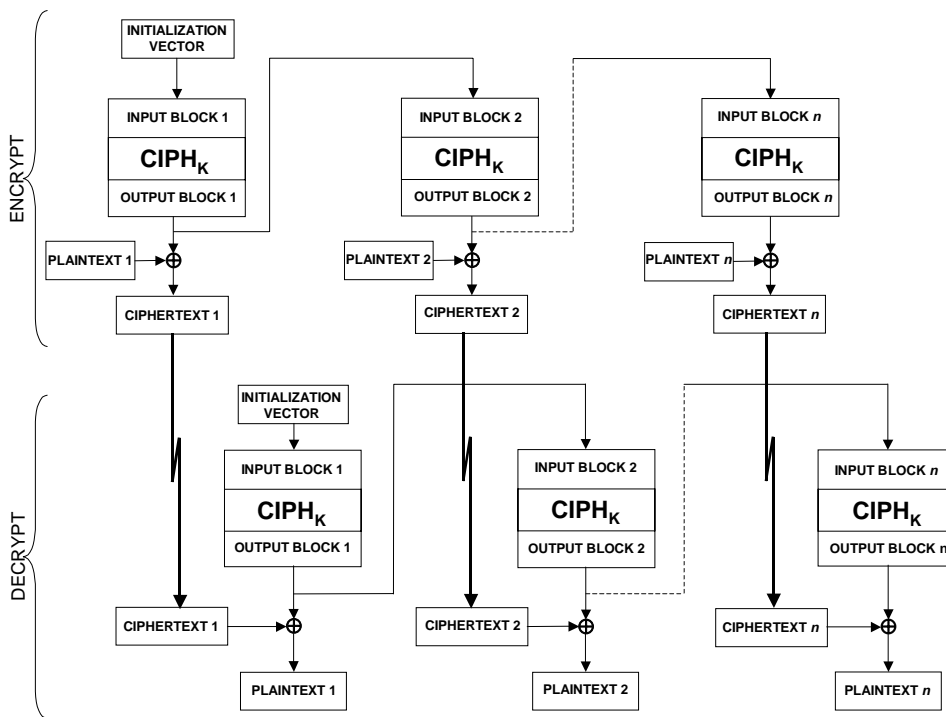 ENCRYPT
INITIALIZATION
VECTOR
INPUT BLOCK 1
INPUT BLOCK 2
INPUT BLOCK n
CIPHK
CIPHK
CIPHK
OUTPUT BLOCK 1
OUTPUT BLOCK 2
OUTPUT BLOCK n
PLAINTEXT 1
PLAINTEXT 2
PLAINTEXT n
CIPHERTEXT 1
CIPHERTEXT 2
CIPHERTEXT n
DECRYPT
INITIALIZATION
VECTOR
INPUT BLOCK 1
INPUT BLOCK 2
INPUT BLOCK n
CIPHK
CIPHK
CIPHK
OUTPUT BLOCK 1
OUTPUT BLOCK 2
OUTPUT BLOCK n
CIPHERTEXT 1
CIPHERTEXT 2
CIPHERTEXT n
PLAINTEXT 1
PLAINTEXT 2
PLAINTEXT n